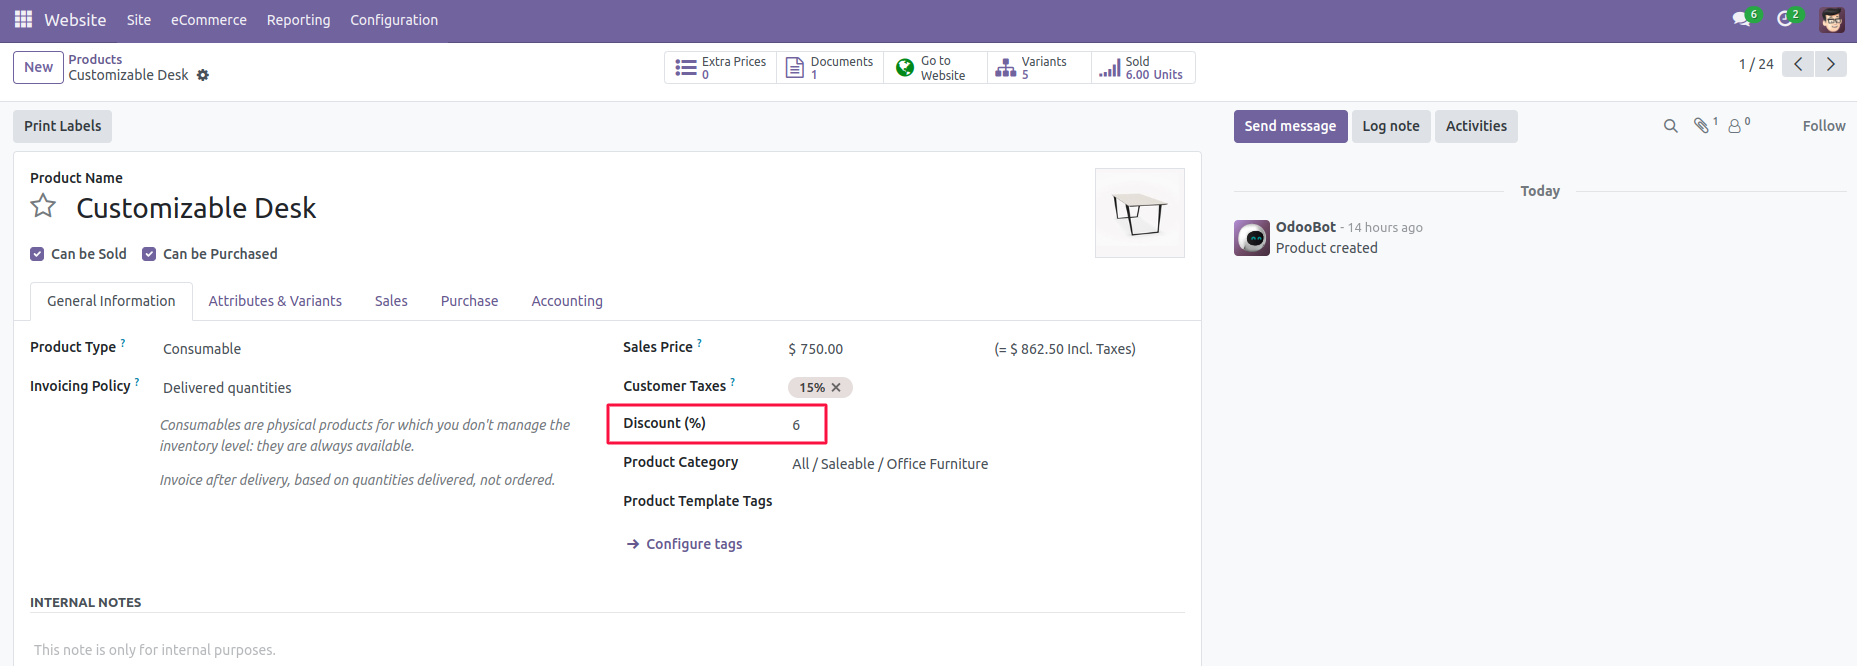 Website Site eCommerce Reporting Configuration 6 2
New Products
Customizable Desk
Extra Prices
0
Documents
1
Go to
Website
Variants
5
Sold
6.00 Units
1 / 24
Print Labels
Send message Log note Activities 1 0 Follow
Product Name
Customizable Desk
Can be Sold Can be Purchased
General Information Attributes & Variants Sales Purchase Accounting
Product Type ? Consumable
Invoicing Policy ? Delivered quantities
Consumables are physical products for which you don't manage the
inventory level: they are always available.
Invoice after delivery, based on quantities delivered, not ordered.
Sales Price ? $ 750.00 (= $ 862.50 Incl. Taxes)
Customer Taxes ? 15% ×
Discount (%) 6
Product Category All / Saleable / Office Furniture
Product Template Tags
→ Configure tags
INTERNAL NOTES
This note is only for internal purposes.
Today
OdooBot - 14 hours ago
Product created